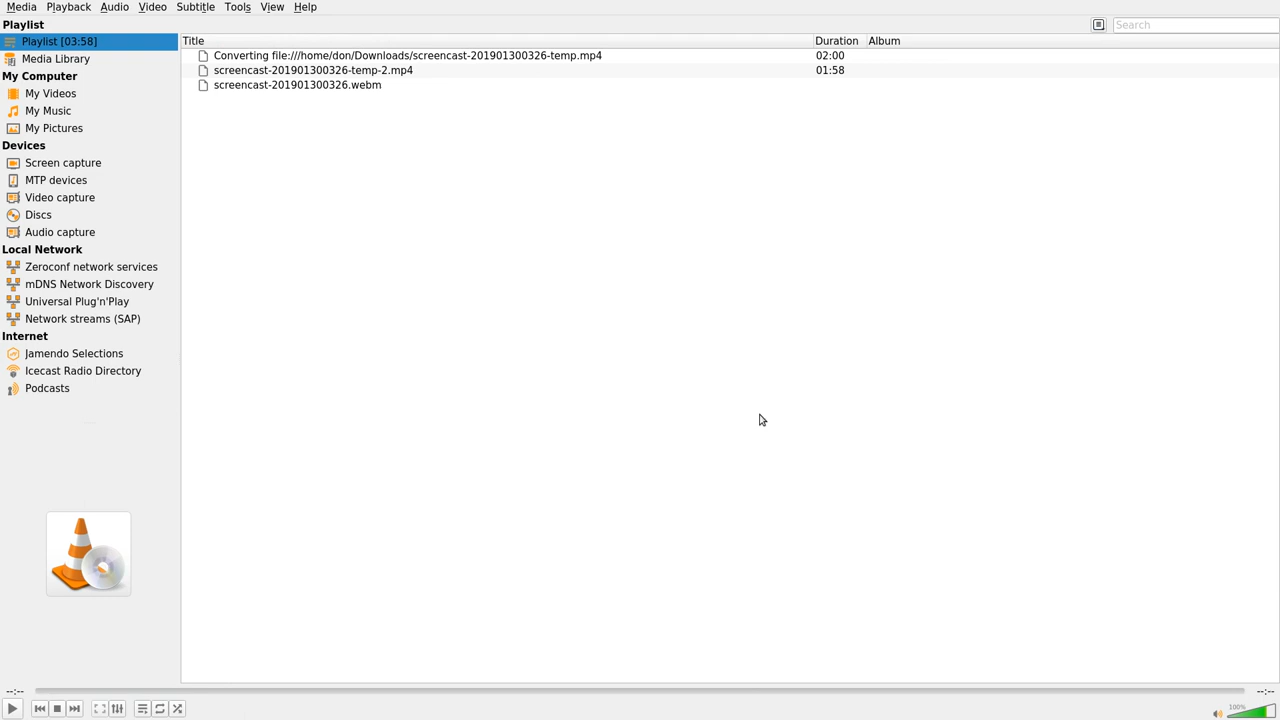 Media Playback Audio Video Subtitle Tools View Help
Playlist Search
Playlist [03:58]
Title Duration Album
Media Library
Converting file:///home/don/Downloads/screencast-201901300326-temp.mp4 02:00
My Computer
screencast-201901300326-temp-2.mp4 01:58
My Videos
screencast-201901300326.webm
My Music
My Pictures
Devices
Screen capture
MTP devices
Video capture
Discs
Audio capture
Local Network
Zeroconf network services
mDNS Network Discovery
Universal Plug'n'Play
Network streams (SAP)
Internet
Jamendo Selections
Icecast Radio Directory
Podcasts
--:-- --:--
100%